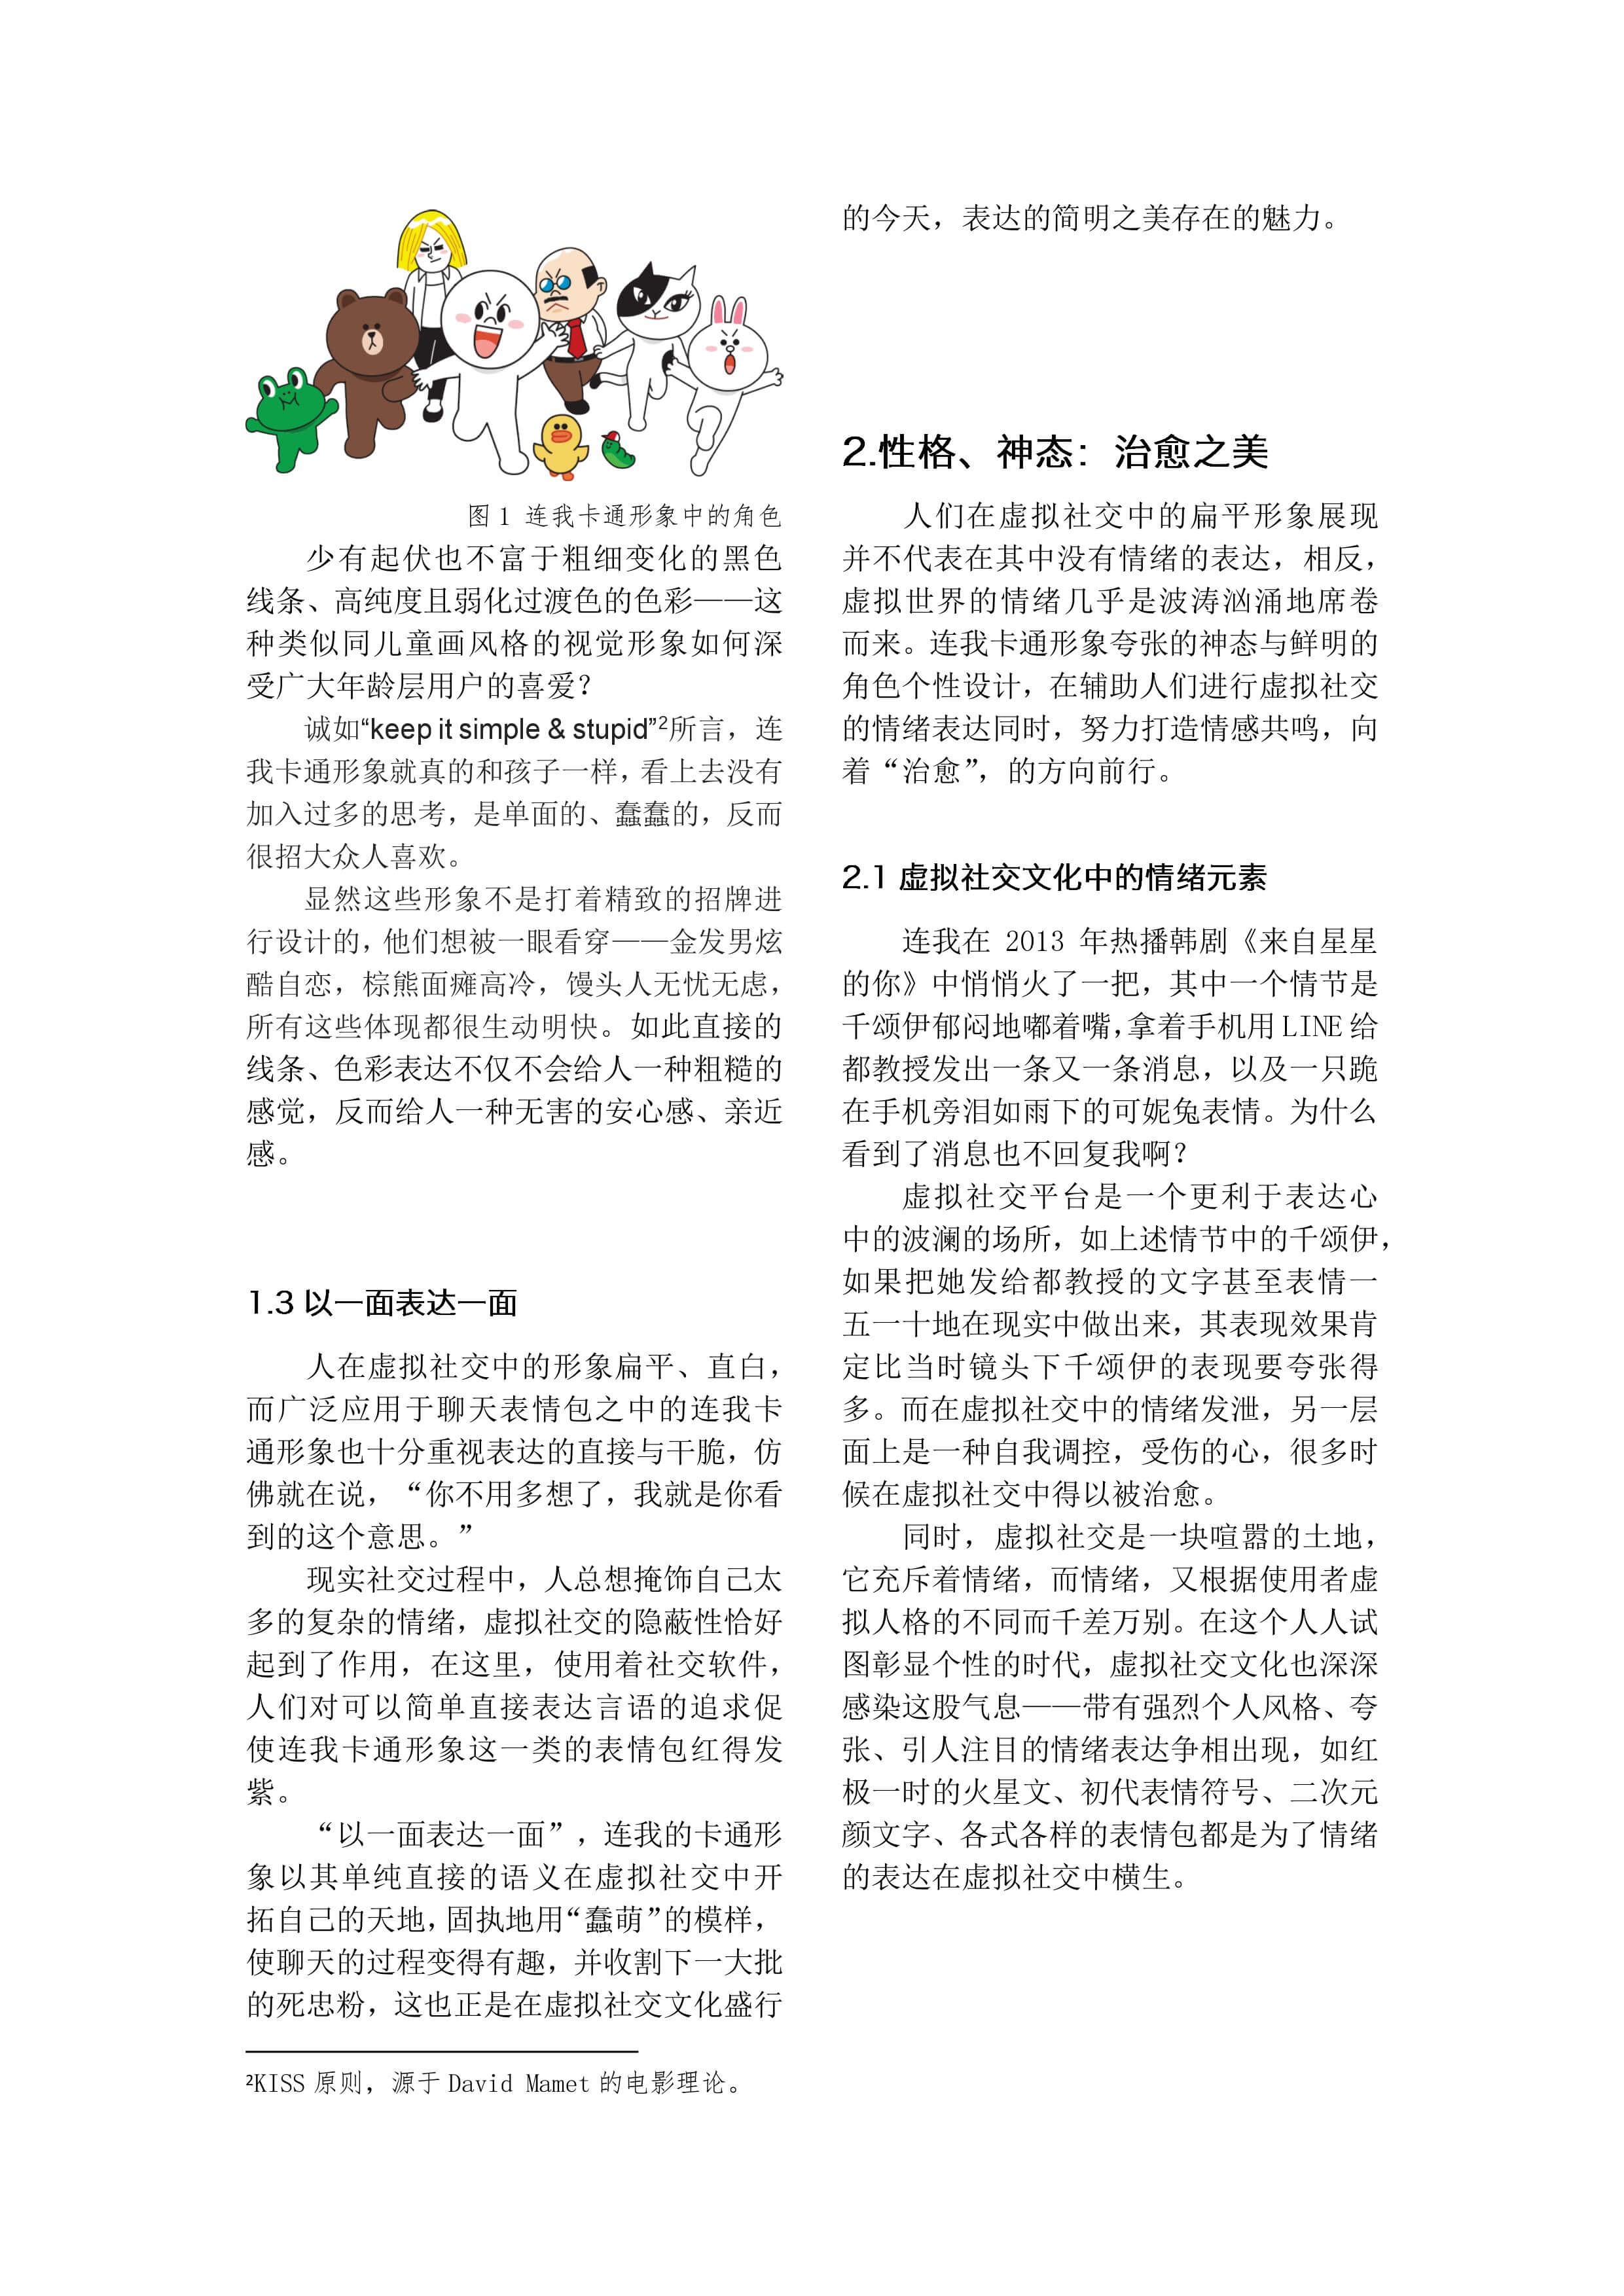 图 1  连我卡通形象中的角色
少有起伏也不富于粗细变化的黑色
线条、高纯度且弱化过渡色的色彩——这
种类似同儿童画风格的视觉形象如何深
受广大年龄层用户的喜爱？
诚如“keep it simple & stupid”²所言，连
我卡通形象就真的和孩子一样，看上去没有
加入过多的思考，是单面的、蠢蠢的，反而
很招大众人喜欢。
显然这些形象不是打着精致的招牌进
行设计的，他们想被一眼看穿——金发男炫
酷自恋，棕熊面瘫高冷，馒头人无忧无虑，
所有这些体现都很生动明快。如此直接的
线条、色彩表达不仅不会给人一种粗糙的
感觉，反而给人一种无害的安心感、亲近
感。
1.3 以一面表达一面
人在虚拟社交中的形象扁平、直白，
而广泛应用于聊天表情包之中的连我卡
通形象也十分重视表达的直接与干脆，仿
佛就在说，“你不用多想了，我就是你看
到的这个意思。”
现实社交过程中，人总想掩饰自己太
多的复杂的情绪，虚拟社交的隐蔽性恰好
起到了作用，在这里，使用着社交软件，
人们对可以简单直接表达言语的追求促
使连我卡通形象这一类的表情包红得发
紫。
“以一面表达一面”，连我的卡通形
象以其单纯直接的语义在虚拟社交中开
拓自己的天地，固执地用“蠢萌”的模样，
使聊天的过程变得有趣，并收割下一大批
的死忠粉，这也正是在虚拟社交文化盛行
²KISS 原则，源于 David Mamet 的电影理论。
的今天，表达的简明之美存在的魅力。
2.性格、神态：治愈之美
人们在虚拟社交中的扁平形象展现
并不代表在其中没有情绪的表达，相反，
虚拟世界的情绪几乎是波涛汹涌地席卷
而来。连我卡通形象夸张的神态与鲜明的
角色个性设计，在辅助人们进行虚拟社交
的情绪表达同时，努力打造情感共鸣，向
着“治愈”，的方向前行。
2.1 虚拟社交文化中的情绪元素
连我在 2013 年热播韩剧《来自星星
的你》中悄悄火了一把，其中一个情节是
千颂伊郁闷地嘟着嘴，拿着手机用 LINE 给
都教授发出一条又一条消息，以及一只跪
在手机旁泪如雨下的可妮兔表情。为什么
看到了消息也不回复我啊？
虚拟社交平台是一个更利于表达心
中的波澜的场所，如上述情节中的千颂伊，
如果把她发给都教授的文字甚至表情一
五一十地在现实中做出来，其表现效果肯
定比当时镜头下千颂伊的表现要夸张得
多。而在虚拟社交中的情绪发泄，另一层
面上是一种自我调控，受伤的心，很多时
候在虚拟社交中得以被治愈。
同时，虚拟社交是一块喧嚣的土地，
它充斥着情绪，而情绪，又根据使用者虚
拟人格的不同而千差万别。在这个人人试
图彰显个性的时代，虚拟社交文化也深深
感染这股气息——带有强烈个人风格、夸
张、引人注目的情绪表达争相出现，如红
极一时的火星文、初代表情符号、二次元
颜文字、各式各样的表情包都是为了情绪
的表达在虚拟社交中横生。